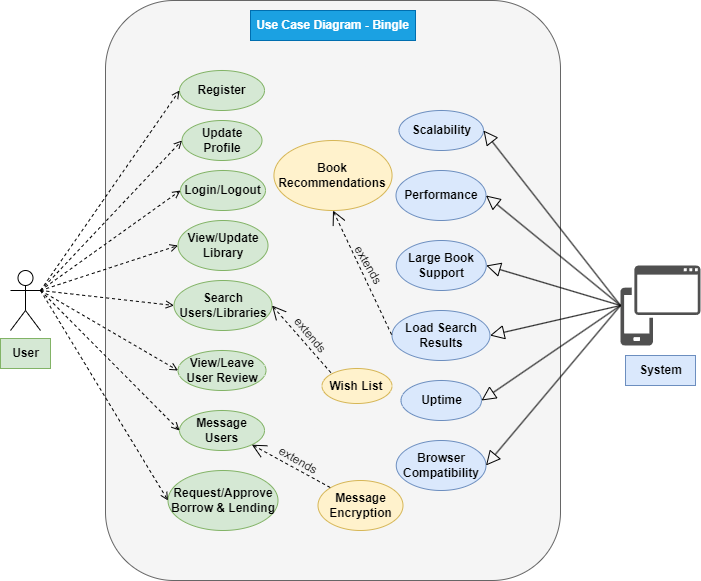 Use Case Diagram - Bingle
Register
Update
Profile
Login/Logout
View/Update
Library
Search
Users/Libraries
View/Leave
User Review
Message
Users
Request/Approve
Borrow & Lending
User
Book
Recommendations
extends
extends
Wish List
extends
Message
Encryption
Scalability
Performance
Large Book
Support
Load Search
Results
Uptime
Browser
Compatibility
System